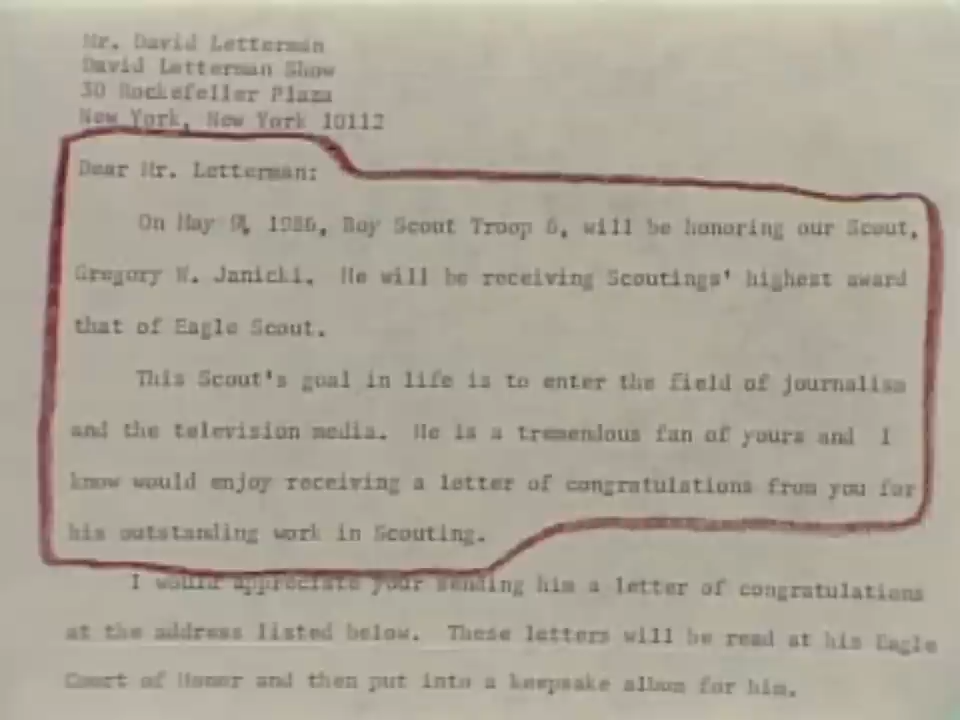 Mr. David Letterman
David Letterman Show
30 Rockefeller Plaza
New York, New York 10112
Dear Mr. Letterman:
On May 9, 1986, Boy Scout Troop 6, will be honoring our Scout,
Gregory W. Janicki. He will be receiving Scoutings' highest award
that of Eagle Scout.
This Scout's goal in life is to enter the field of journalism
and the television media. He is a tremendous fan of yours and I
know would enjoy receiving a letter of congratulations from you for
his outstanding work in Scouting.
I would appreciate your sending him a letter of congratulations
at the address listed below. These letters will be read at his Eagle
Court of Honor and then put into a keepsake album for him.